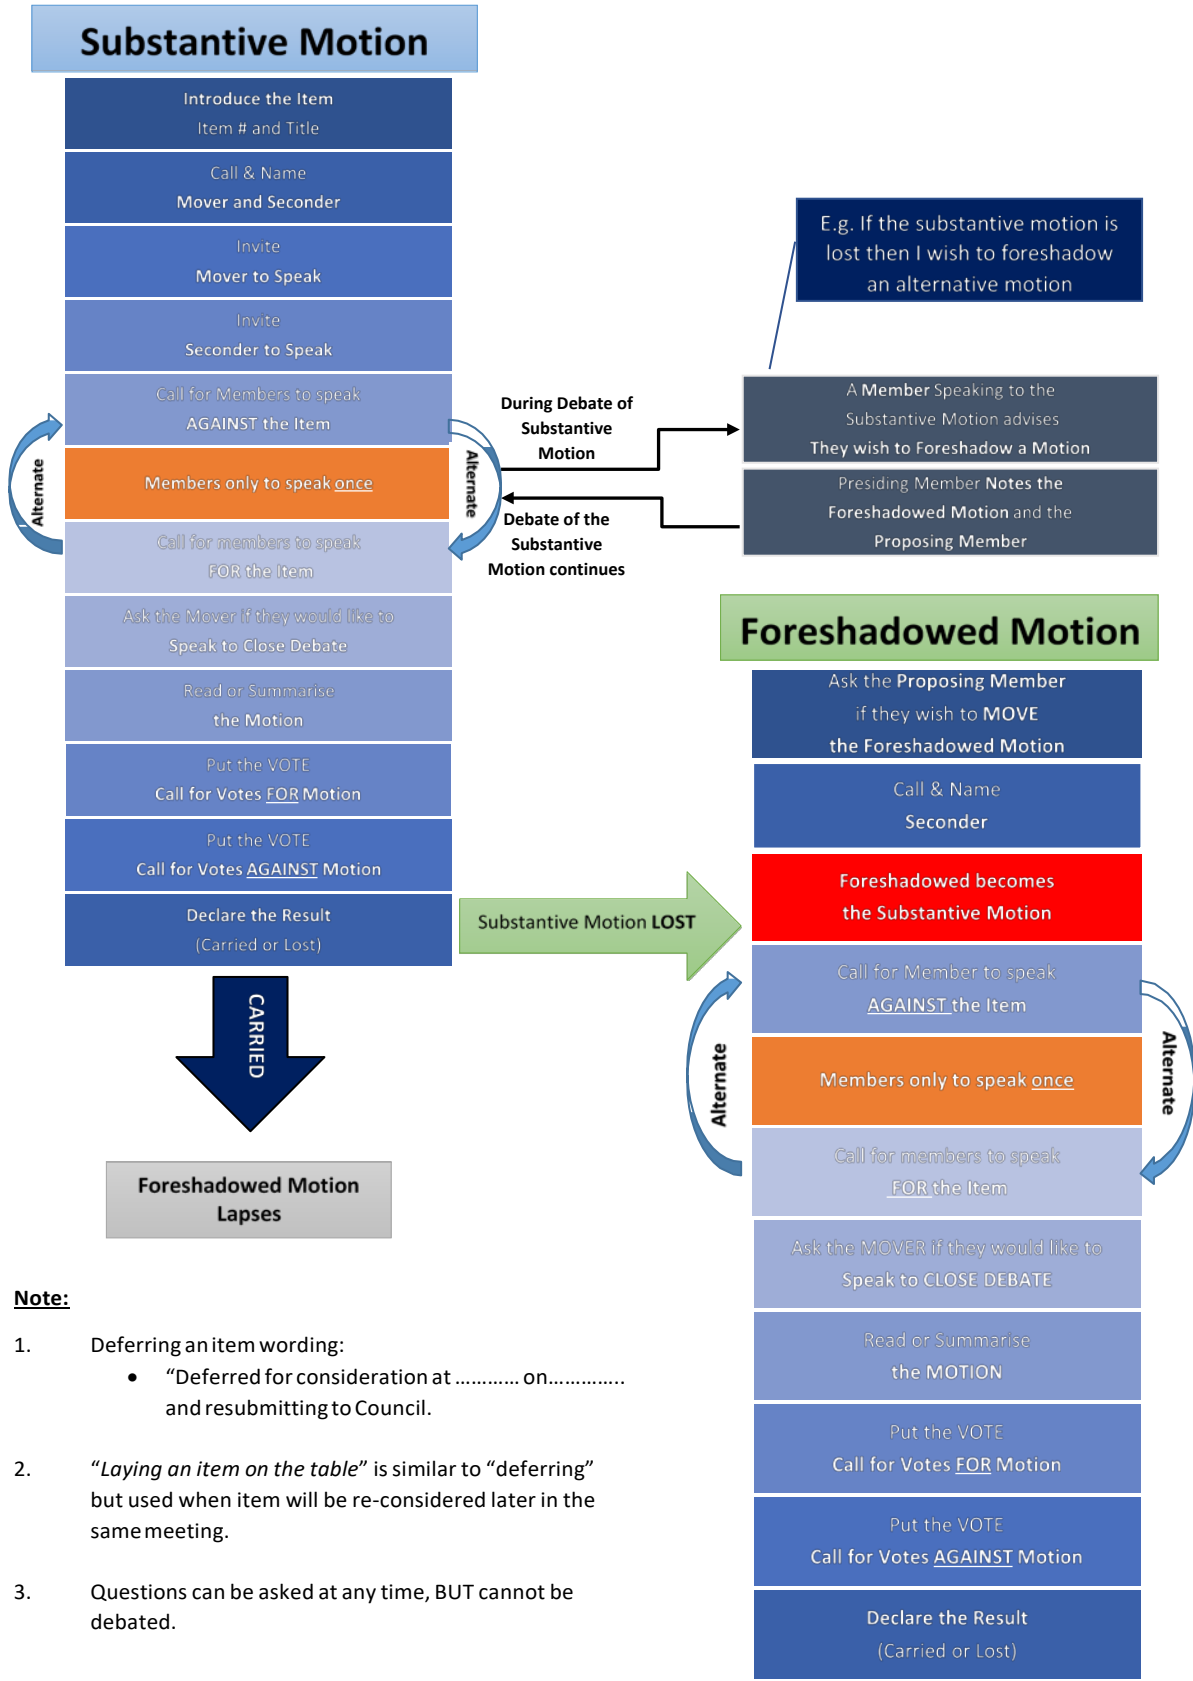 Substantive Motion
Introduce the Item
Item # and Title
Call & Name
Mover and Seconder
Invite
Mover to Speak
Invite
Seconder to Speak
Call for Members to speak
AGAINST the Item
Alternate
Members only to speak once
Alternate
Call for members to speak
FOR the Item
Ask the Mover if they would like to
Speak to Close Debate
Read or Summarise
the Motion
Put the VOTE
Call for Votes FOR Motion
Put the VOTE
Call for Votes AGAINST Motion
Declare the Result
(Carried or Lost)
CARRIED
Foreshadowed Motion
Lapses
During Debate of
Substantive
Motion
Debate of the
Substantive
Motion continues
E.g. If the substantive motion is
lost then I wish to foreshadow
an alternative motion
A Member Speaking to the
Substantive Motion advises
They wish to Foreshadow a Motion
Presiding Member Notes the
Foreshadowed Motion and the
Proposing Member
Substantive Motion LOST
Foreshadowed Motion
Ask the Proposing Member
if they wish to MOVE
the Foreshadowed Motion
Call & Name
Seconder
Foreshadowed becomes
the Substantive Motion
Call for Member to speak
AGAINST the Item
Alternate
Members only to speak once
Alternate
Call for members to speak
FOR the Item
Ask the MOVER if they would like to
Speak to CLOSE DEBATE
Read or Summarise
the MOTION
Put the VOTE
Call for Votes FOR Motion
Put the VOTE
Call for Votes AGAINST Motion
Declare the Result
(Carried or Lost)
Note:
1. Deferring an item wording:
• “Deferred for consideration at ………… on…………..
and resubmitting to Council.
2. “Laying an item on the table” is similar to “deferring”
but used when item will be re-considered later in the
same meeting.
3. Questions can be asked at any time, BUT cannot be
debated.